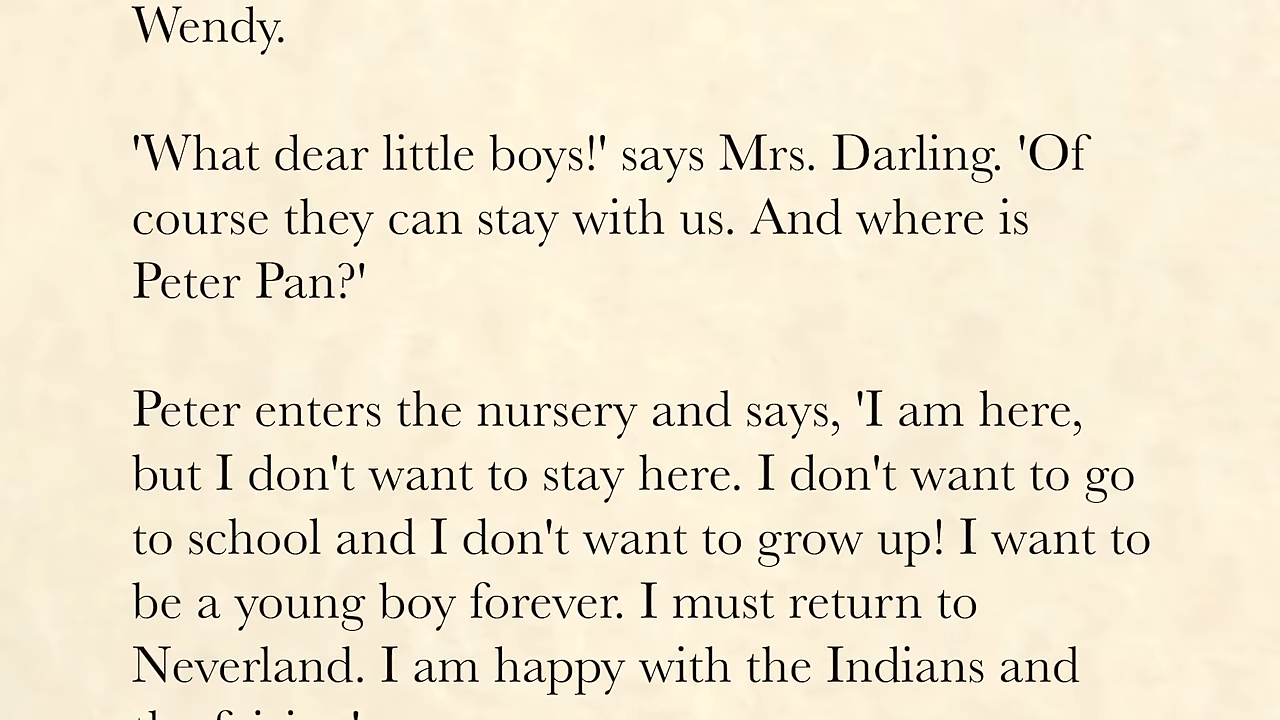 Wendy.
'What dear little boys!' says Mrs. Darling. 'Of
course they can stay with us. And where is
Peter Pan?'
Peter enters the nursery and says, 'I am here,
but I don't want to stay here. I don't want to go
to school and I don't want to grow up! I want to
be a young boy forever. I must return to
Neverland. I am happy with the Indians and
the fairies.'